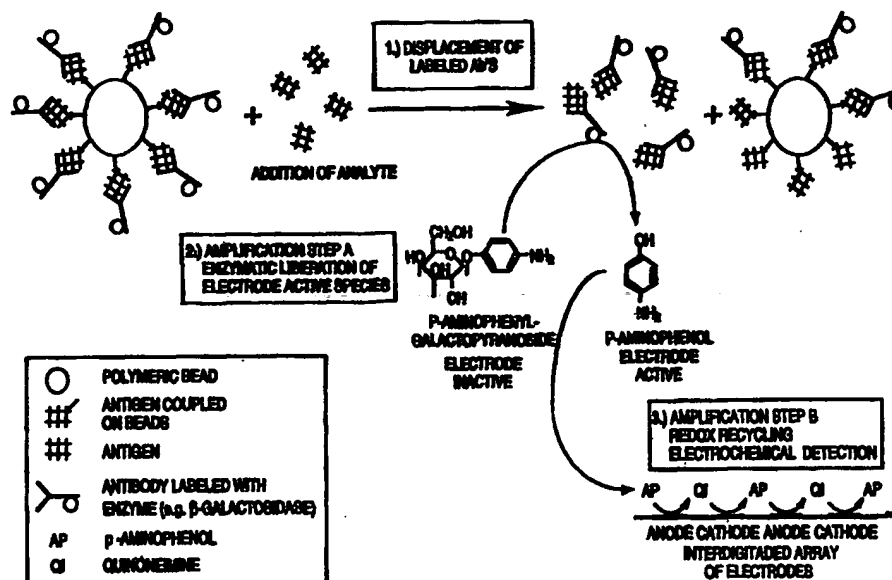 1.) DISPLACEMENT OF
LABELED Ab'S
+
+
ADDITION OF ANALYTE
2.) AMPLIFICATION STEP A
ENZYMATIC LIBERATION OF
ELECTRODE ACTIVE SPECIES
CH₂OH
HO
O
O
OH
OH
NH₂
P-AMINOPHENYL-
GALACTOPYRANOSIDE
ELECTRODE
INACTIVE
OH
NH₂
P-AMINOPHENOL
ELECTRODE
ACTIVE
POLYMERIC BEAD
ANTIGEN COUPLED
ON BEADS
ANTIGEN
ANTIBODY LABELED WITH
ENZYME (e.g. β-GALACTOSIDASE)
AP p-AMINOPHENOL
QI QUINONEIMINE
3.) AMPLIFICATION STEP B
REDOX RECYCLING
ELECTROCHEMICAL DETECTION
AP QI AP QI AP
ANODE CATHODE ANODE CATHODE
INTERDIGITADED ARRAY
OF ELECTRODES